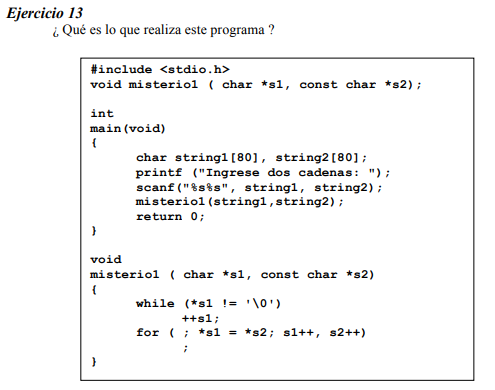 Ejercicio 13
¿ Qué es lo que realiza este programa ?
#include <stdio.h>
void misterio1 ( char *s1, const char *s2);
int
main(void)
{
char string1[80], string2[80];
printf ("Ingrese dos cadenas: ");
scanf("%s%s", string1, string2);
misterio1(string1,string2);
return 0;
}
void
misterio1 ( char *s1, const char *s2)
{
while (*s1 != '\0')
++s1;
for ( ; *s1 = *s2; s1++, s2++)
;
}